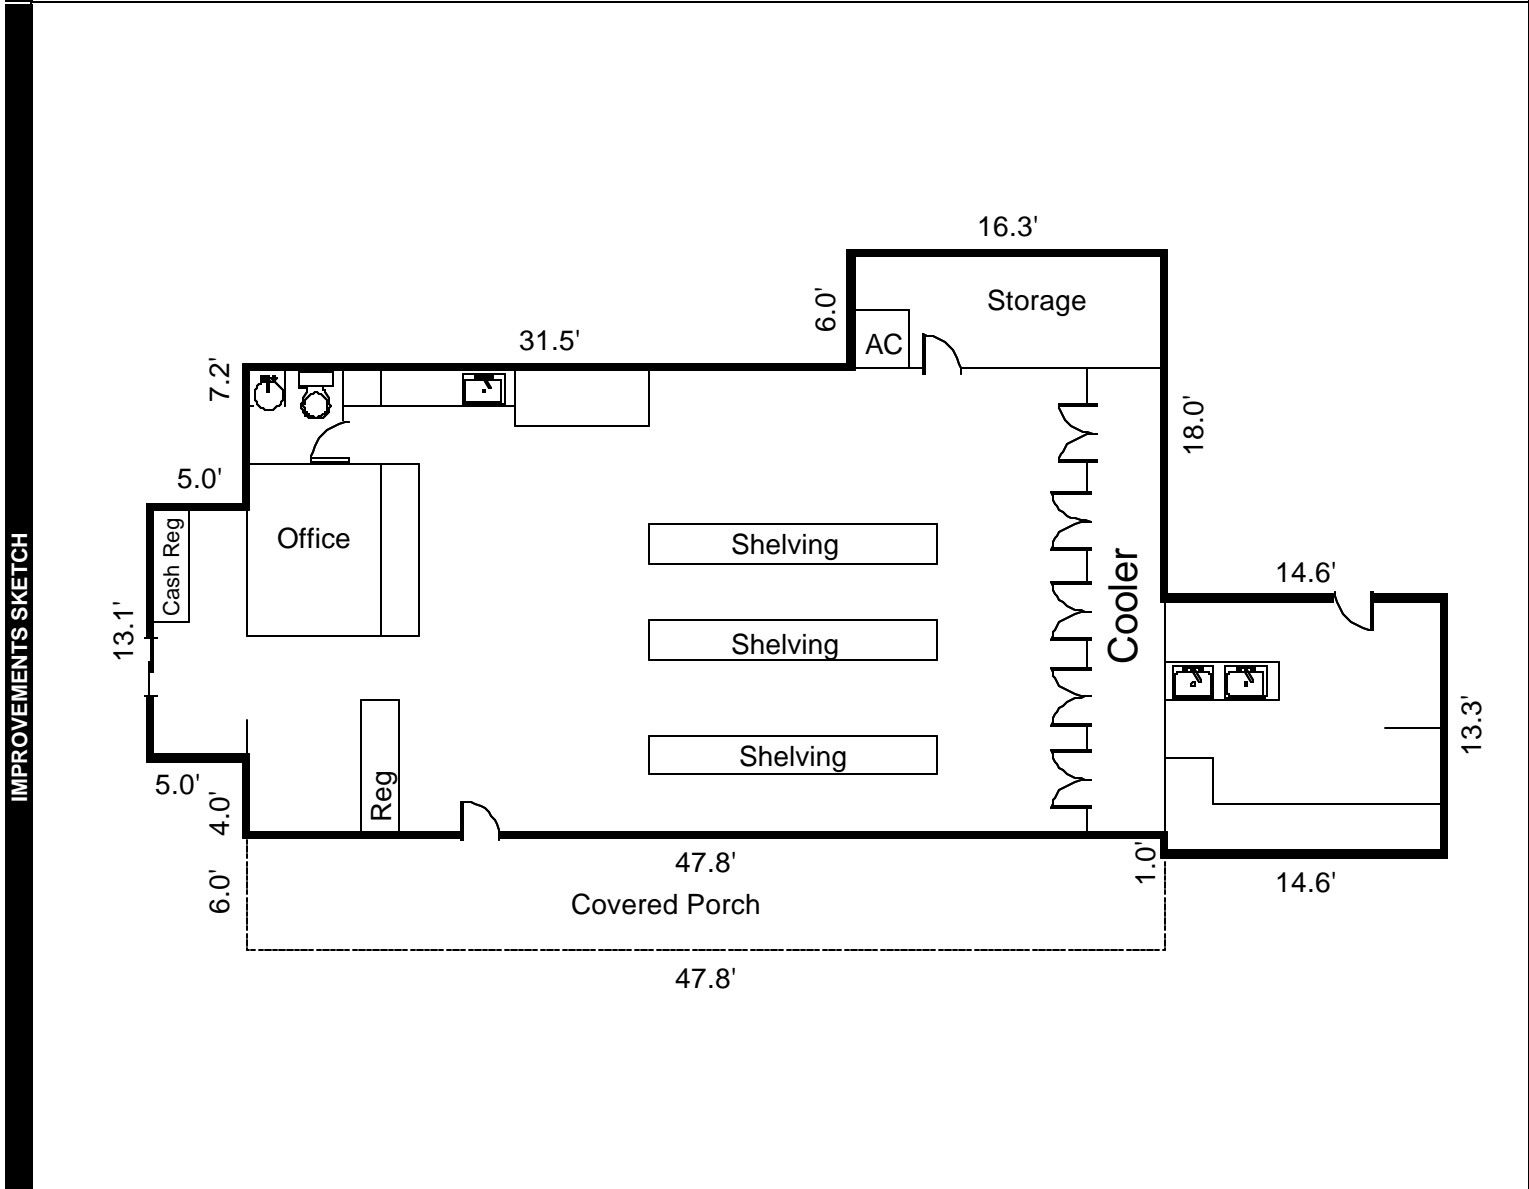 IMPROVEMENTS SKETCH
16.3'
6.0'
Storage
AC
31.5'
7.2'
18.0'
5.0'
Cash Reg
Office
Shelving
Cooler
14.6'
13.1'
Shelving
13.3'
Shelving
5.0'
4.0'
Reg
47.8'
1.0'
14.6'
6.0'
Covered Porch
47.8'